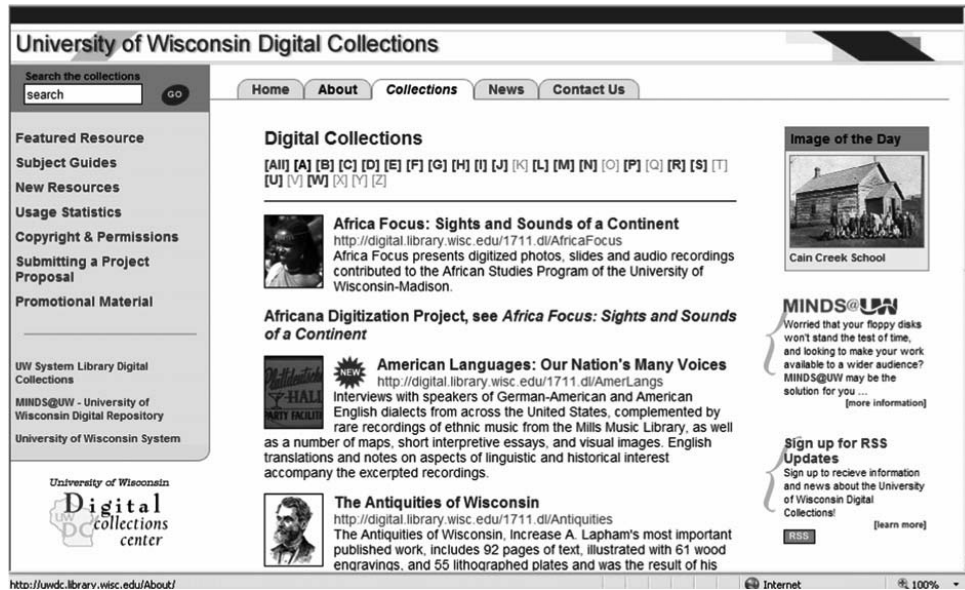 University of Wisconsin Digital Collections
Search the collections
search
GO
Featured Resource
Subject Guides
New Resources
Usage Statistics
Copyright & Permissions
Submitting a Project
Proposal
Promotional Material
UW System Library Digital
Collections
MINDS@UW - University of
Wisconsin Digital Repository
University of Wisconsin System
University of Wisconsin
UW
DC
Digital
collections
center
Home About Collections News Contact Us
Digital Collections
[All] [A] [B] [C] [D] [E] [F] [G] [H] [I] [J] [K] [L] [M] [N] [O] [P] [Q] [R] [S] [T]
[U] [V] [W] [X] [Y] [Z]
Africa Focus: Sights and Sounds of a Continent
http://digital.library.wisc.edu/1711.dl/AfricaFocus
Africa Focus presents digitized photos, slides and audio recordings
contributed to the African Studies Program of the University of
Wisconsin-Madison.
Africana Digitization Project, see Africa Focus: Sights and Sounds
of a Continent
Plattdeutsche
HALL
PARTY FACILITIE
NEW
American Languages: Our Nation's Many Voices
http://digital.library.wisc.edu/1711.dl/AmerLangs
Interviews with speakers of German-American and American
English dialects from across the United States, complemented by
rare recordings of ethnic music from the Mills Music Library, as well
as a number of maps, short interpretive essays, and visual images. English
translations and notes on aspects of linguistic and historical interest
accompany the excerpted recordings.
The Antiquities of Wisconsin
http://digital.library.wisc.edu/1711.dl/Antiquities
The Antiquities of Wisconsin, Increase A. Lapham's most important
published work, includes 92 pages of text, illustrated with 61 wood
engravings, and 55 lithographed plates and was the result of his
Image of the Day
Cain Creek School
MINDS@UW
Worried that your floppy disks
won't stand the test of time,
and looking to make your work
available to a wider audience?
MINDS@UW may be the
solution for you ...
[more information]
Sign up for RSS
Updates
Sign up to recieve information
and news about the University
of Wisconsin Digital
Collections!
[learn more]
RSS
http://uwdc.library.wisc.edu/About/
Internet
100%